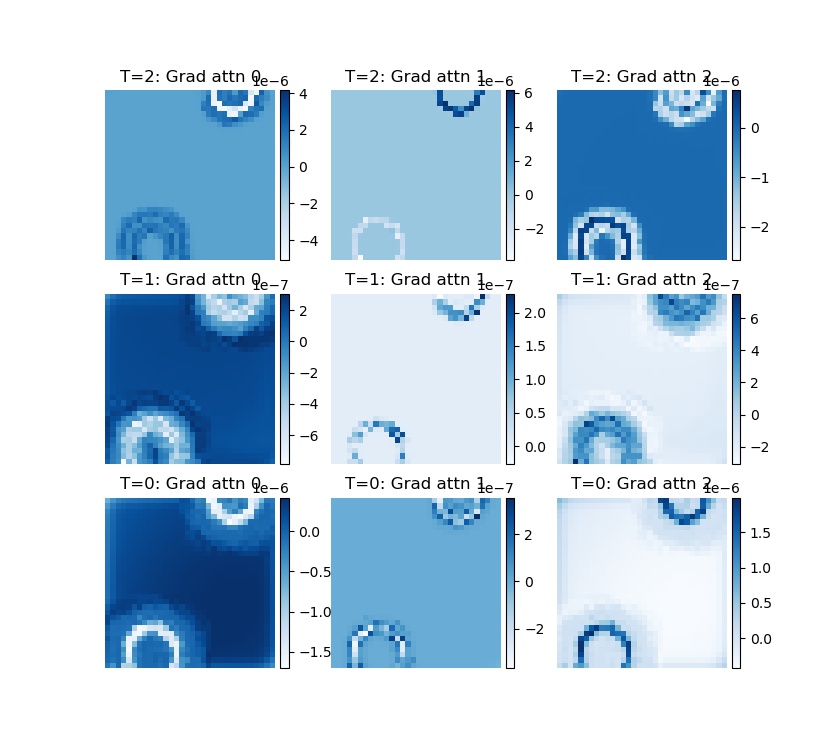 T=2: Grad attn 0
1e−6
T=2: Grad attn 1
1e−6
T=2: Grad attn 2
1e−6
4
2
0
−2
−4
6
4
2
0
−2
0
−1
−2
T=1: Grad attn 0
1e−7
T=1: Grad attn 1
1e−7
T=1: Grad attn 2
1e−7
2
0
−2
−4
−6
2.0
1.5
1.0
0.5
0.0
6
4
2
0
−2
T=0: Grad attn 0
1e−6
T=0: Grad attn 1
1e−7
T=0: Grad attn 2
1e−6
0.0
−0.5
−1.0
−1.5
2
0
−2
1.5
1.0
0.5
0.0